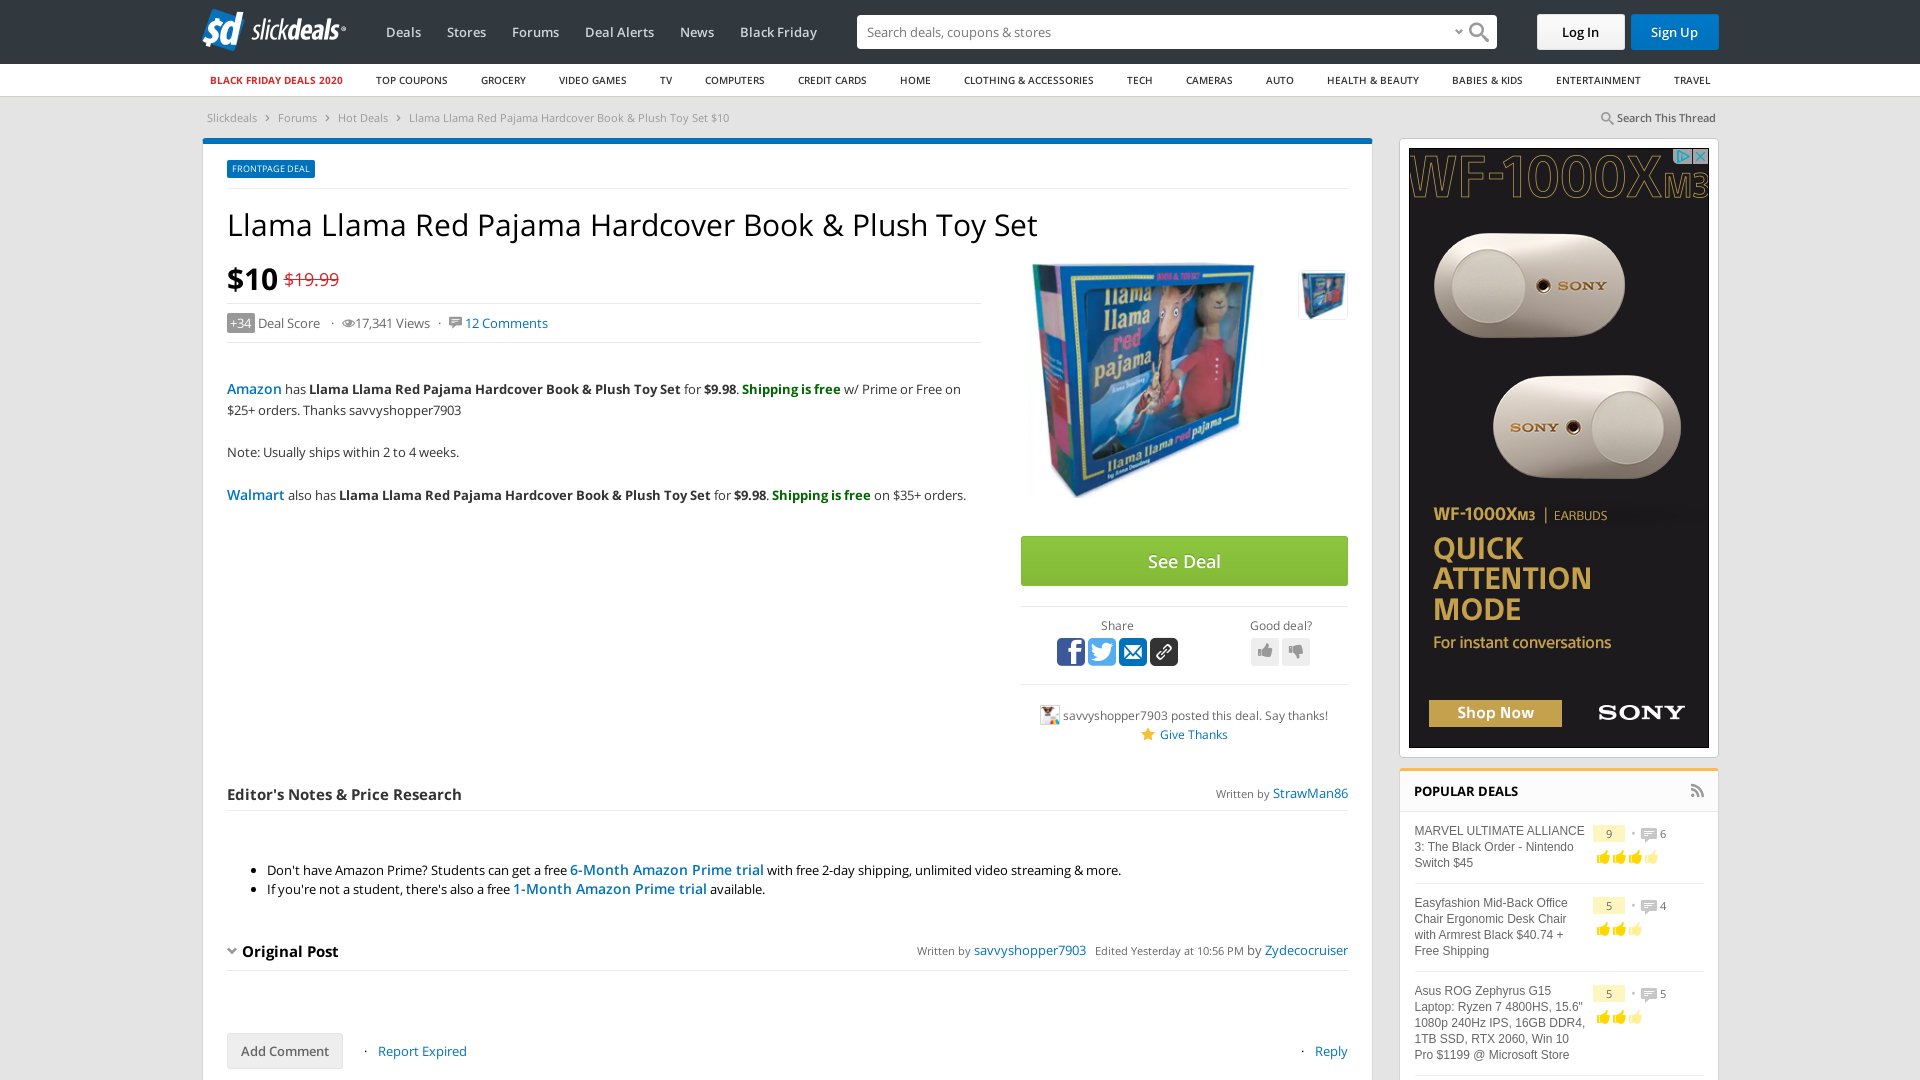 slickdeals
Deals
Stores
Forums
Deal Alerts
News
Black Friday
Search deals, coupons & stores
Log In
Sign Up
BLACK FRIDAY DEALS 2020
TOP COUPONS
GROCERY
VIDEO GAMES
TV
COMPUTERS
CREDIT CARDS
HOME
CLOTHING & ACCESSORIES
TECH
CAMERAS
AUTO
HEALTH & BEAUTY
BABIES & KIDS
ENTERTAINMENT
TRAVEL
Slickdeals › Forums › Hot Deals › Llama Llama Red Pajama Hardcover Book & Plush Toy Set $10
Search This Thread
FRONTPAGE DEAL
Llama Llama Red Pajama Hardcover Book & Plush Toy Set
$10 $19.99
+34 Deal Score · 17,341 Views · 12 Comments
Amazon has Llama Llama Red Pajama Hardcover Book & Plush Toy Set for $9.98. Shipping is free w/ Prime or Free on
$25+ orders. Thanks savvyshopper7903
Note: Usually ships within 2 to 4 weeks.
Walmart also has Llama Llama Red Pajama Hardcover Book & Plush Toy Set for $9.98. Shipping is free on $35+ orders.
BOOK & TOY SET
llama
llama
red
pajama
Anna Dewdney
llama llama red pajama
by Anna Dewdney
See Deal
Share
Good deal?
savvyshopper7903 posted this deal. Say thanks!
Give Thanks
Editor's Notes & Price Research
Written by StrawMan86
• Don't have Amazon Prime? Students can get a free 6-Month Amazon Prime trial with free 2-day shipping, unlimited video streaming & more.
• If you're not a student, there's also a free 1-Month Amazon Prime trial available.
Original Post
Written by savvyshopper7903 Edited Yesterday at 10:56 PM by Zydecocruiser
Add Comment
· Report Expired
· Reply
WF-1000XM3
SONY
SONY
WF-1000XM3 | EARBUDS
QUICK
ATTENTION
MODE
For instant conversations
Shop Now
SONY
POPULAR DEALS
MARVEL ULTIMATE ALLIANCE
3: The Black Order - Nintendo
Switch $45
9 • 6
Easyfashion Mid-Back Office
Chair Ergonomic Desk Chair
with Armrest Black $40.74 +
Free Shipping
5 • 4
Asus ROG Zephyrus G15
Laptop: Ryzen 7 4800HS, 15.6"
1080p 240Hz IPS, 16GB DDR4,
1TB SSD, RTX 2060, Win 10
Pro $1199 @ Microsoft Store
5 • 5